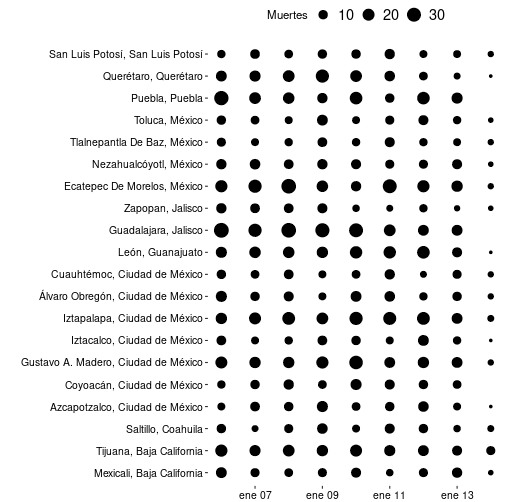 Muertes 10 20 30
San Luis Potosí, San Luis Potosí
Querétaro, Querétaro
Puebla, Puebla
Toluca, México
Tlalnepantla De Baz, México
Nezahualcóyotl, México
Ecatepec De Morelos, México
Zapopan, Jalisco
Guadalajara, Jalisco
León, Guanajuato
Cuauhtémoc, Ciudad de México
Álvaro Obregón, Ciudad de México
Iztapalapa, Ciudad de México
Iztacalco, Ciudad de México
Gustavo A. Madero, Ciudad de México
Coyoacán, Ciudad de México
Azcapotzalco, Ciudad de México
Saltillo, Coahuila
Tijuana, Baja California
Mexicali, Baja California
ene 07 ene 09 ene 11 ene 13